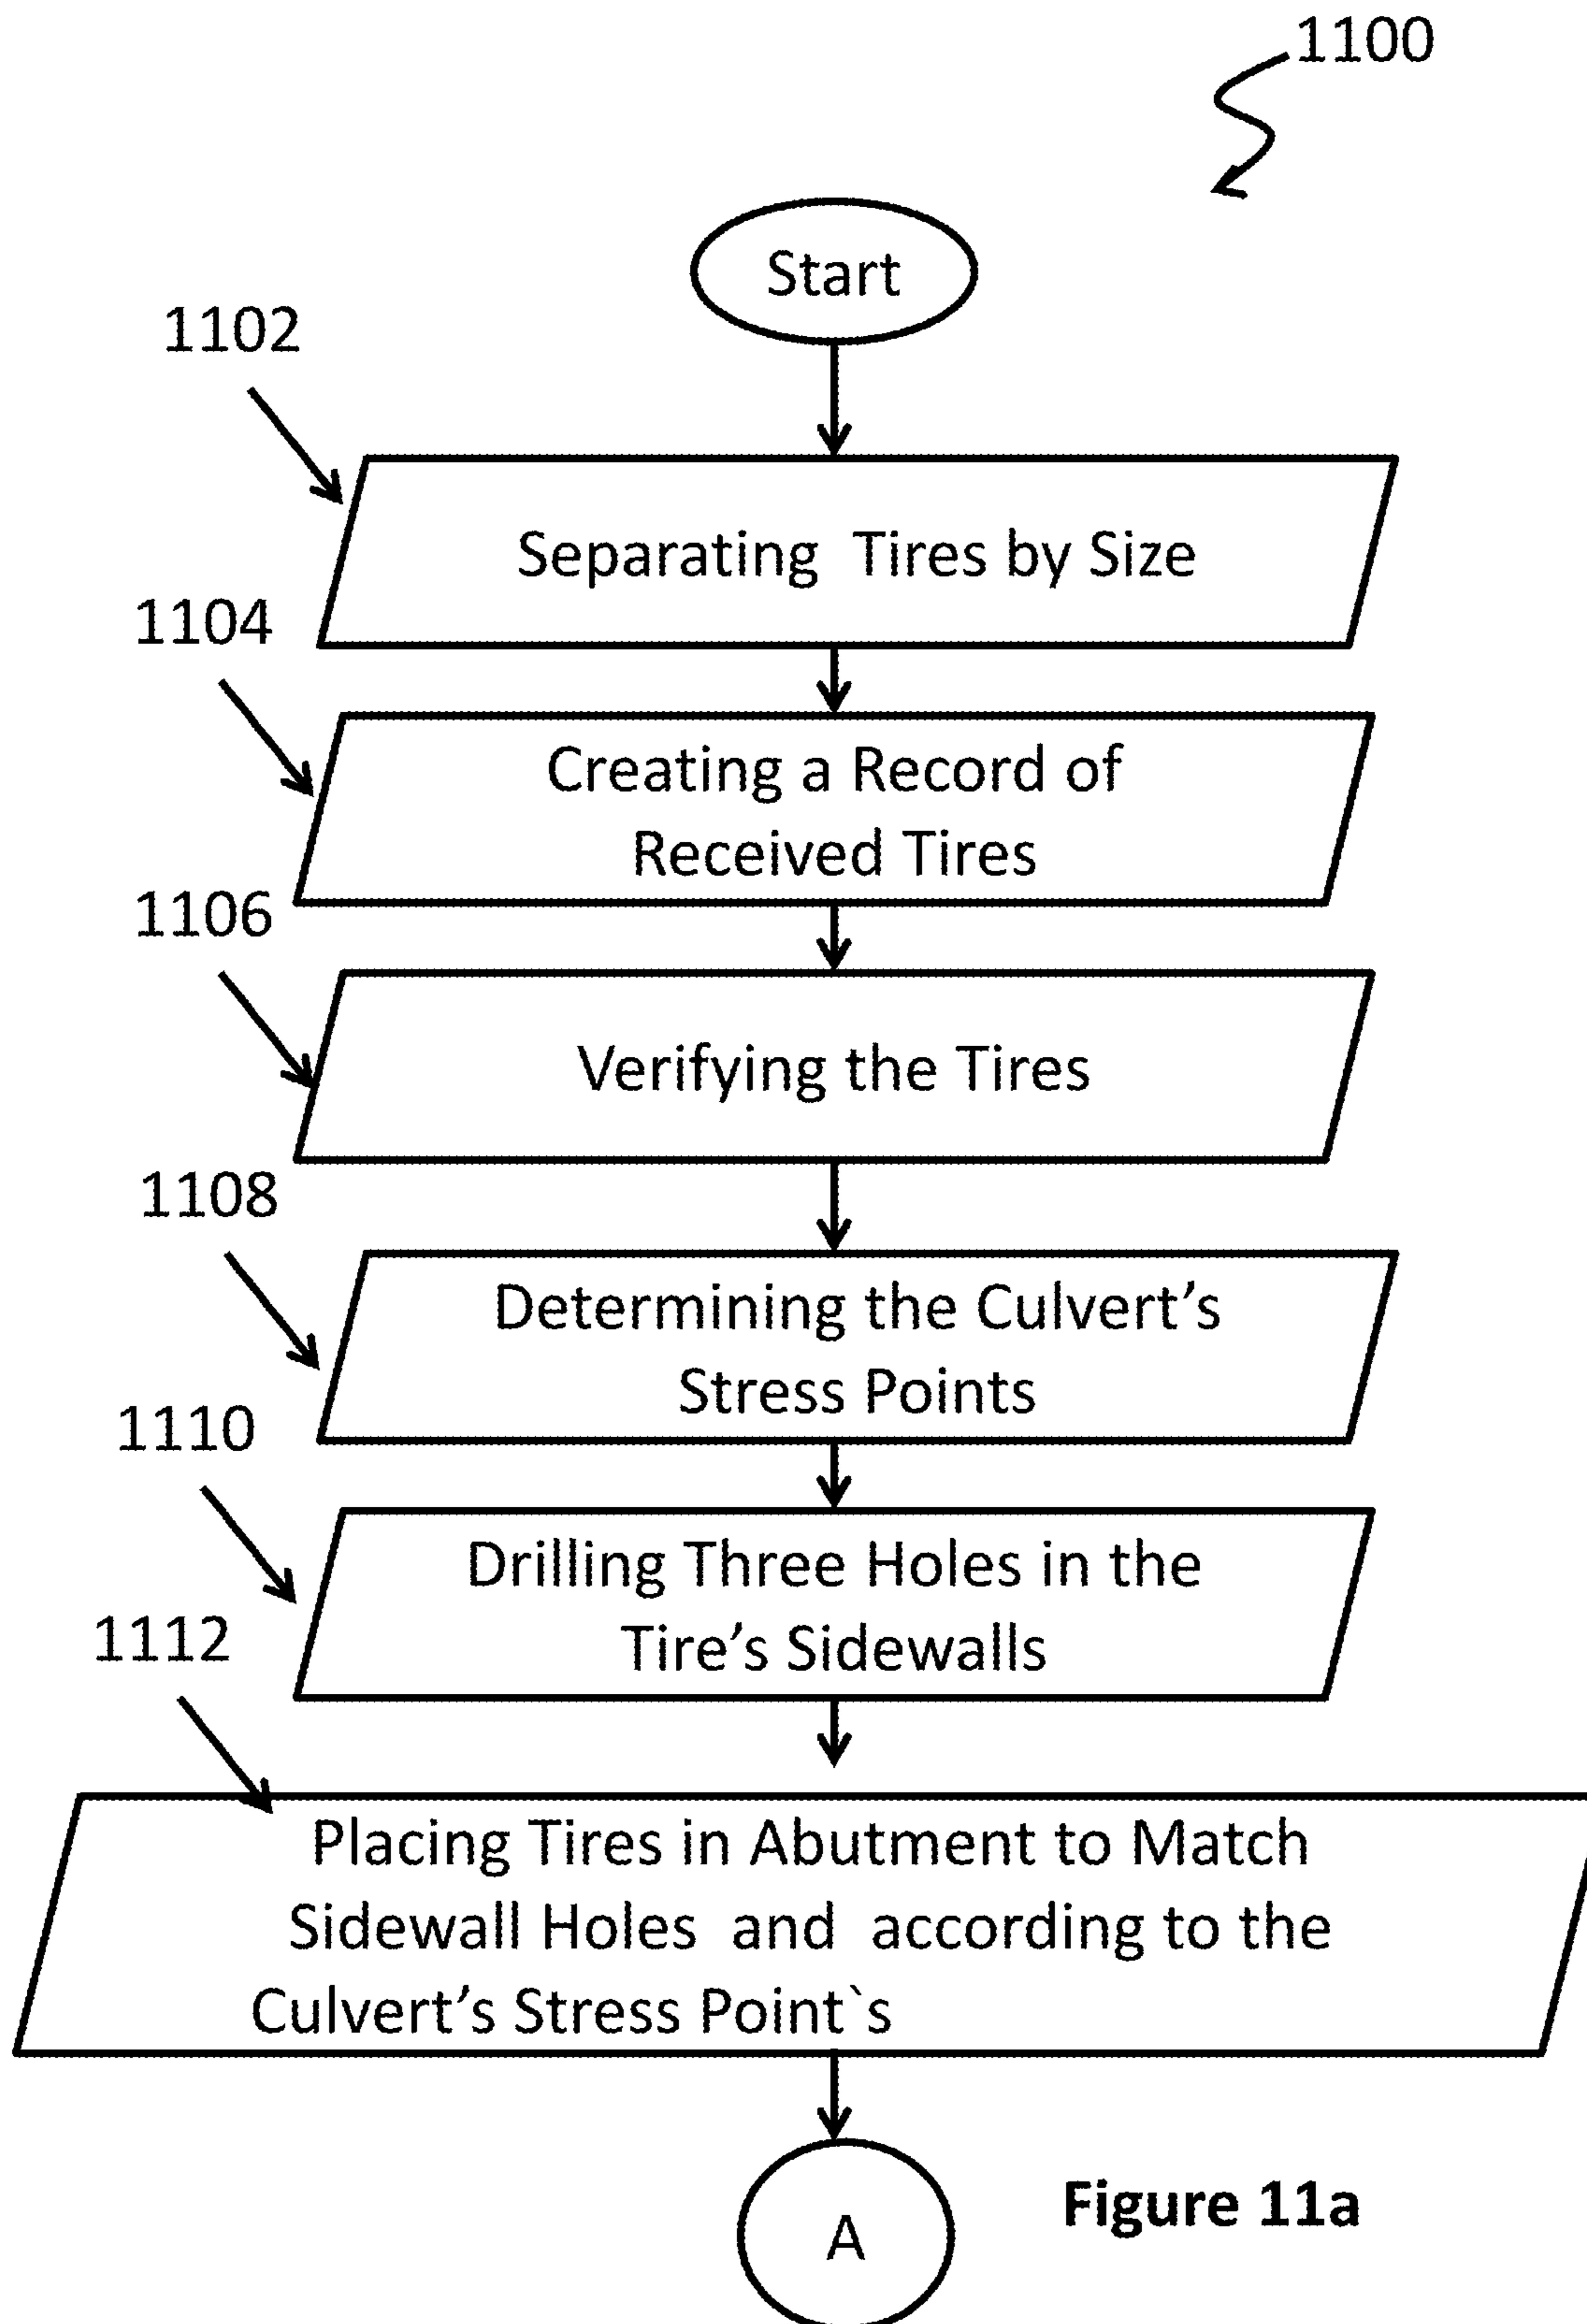 1100
Start
1102
Separating  Tires by Size
1104
Creating a Record of
Received Tires
1106
Verifying the Tires
1108
Determining the Culvert’s
Stress Points
1110
Drilling Three Holes in the
Tire’s Sidewalls
1112
Placing Tires in Abutment to Match
Sidewall Holes  and  according to the
Culvert’s Stress Point`s
A
Figure 11a